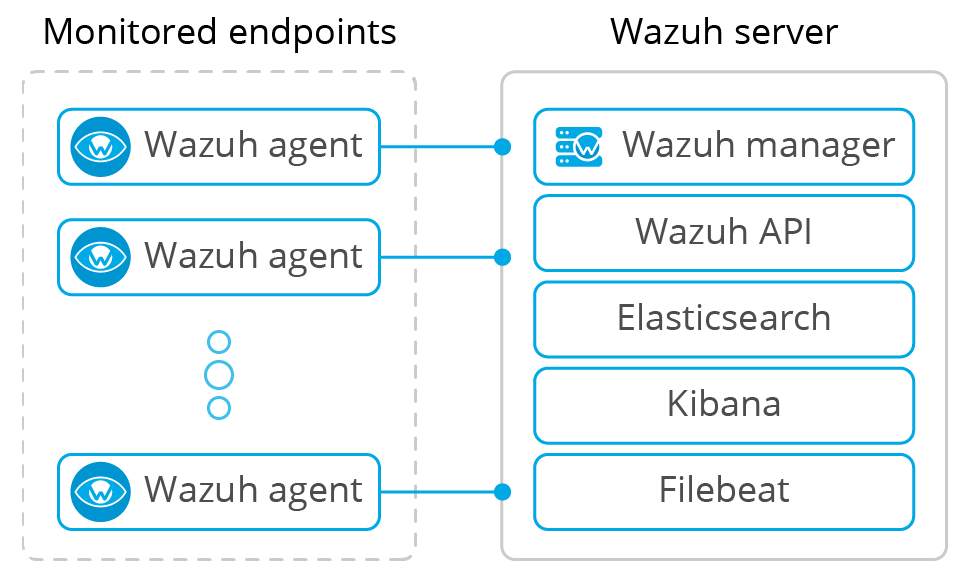 Monitored endpoints
Wazuh server
Wazuh agent
Wazuh agent
Wazuh agent
Wazuh manager
Wazuh API
Elasticsearch
Kibana
Filebeat